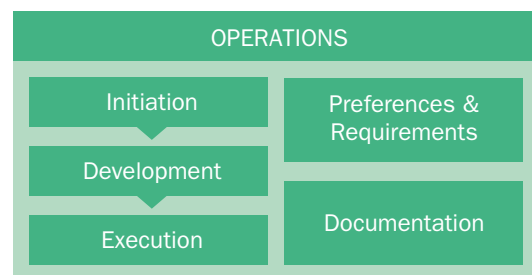 OPERATIONS
Initiation
Development
Execution
Preferences &
Requirements
Documentation